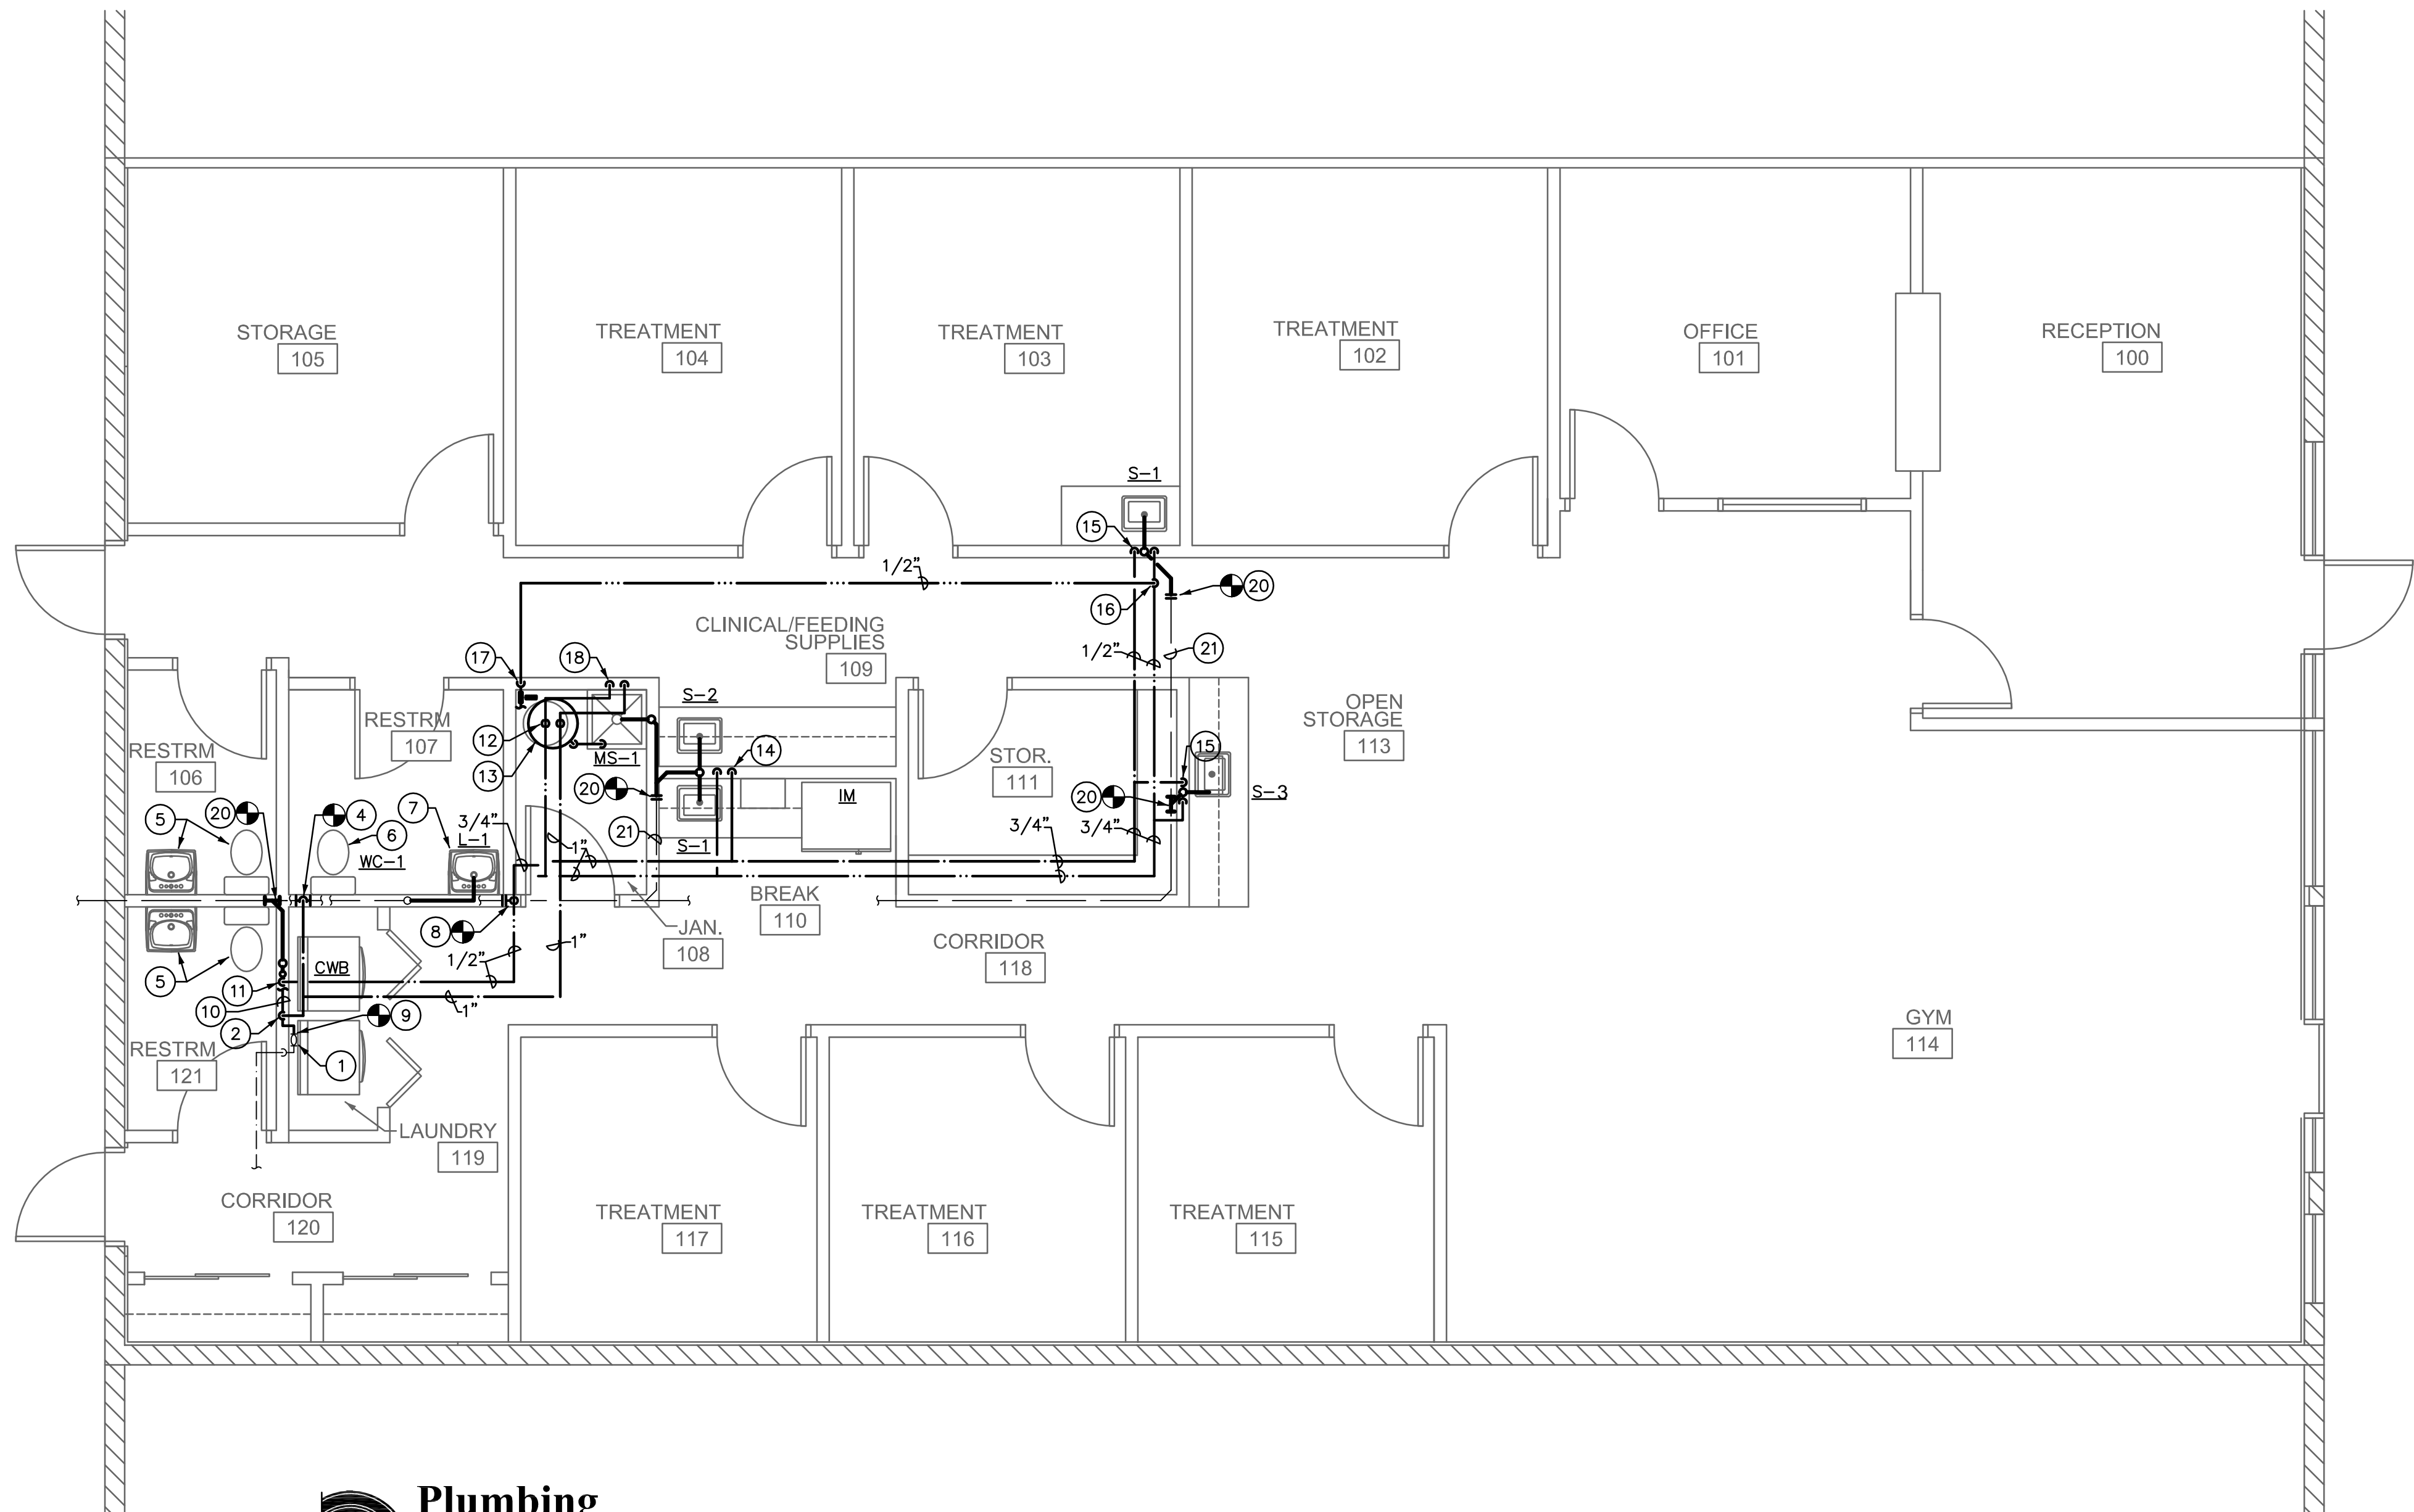 STORAGE
105
TREATMENT
104
TREATMENT
103
TREATMENT
102
OFFICE
101
RECEPTION
100
S-1
15
1/2"
20
16
CLINICAL/FEEDING
SUPPLIES
109
1/2"
21
17
18
S-2
OPEN
STORAGE
113
RESTRM
107
RESTRM
106
12
13
MS-1
14
15
STOR.
111
20
IM
20
S-3
5
20
4
7
6
L-1
WC-1
3/4"
1"
21
S-1
3/4"
3/4"
BREAK
110
8
JAN.
108
CORRIDOR
118
5
CWB
1/2"
1"
11
10
1"
2
9
1
GYM
114
RESTRM
121
LAUNDRY
119
CORRIDOR
120
TREATMENT
117
TREATMENT
116
TREATMENT
115
Plumbing